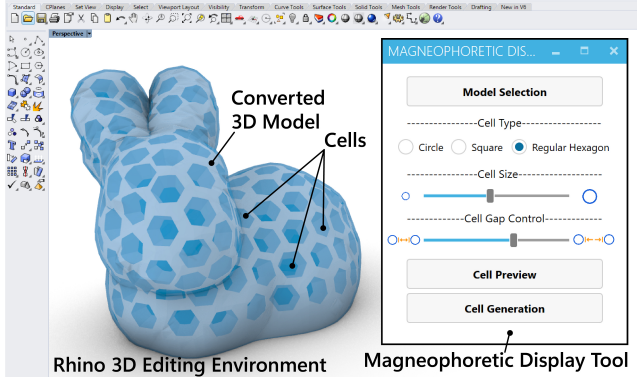 Standard CPlanes Set View Display Select Viewport Layout Visibility Transform Curve Tools Surface Tools Solid Tools Mesh Tools Render Tools Drafting New in V6
Perspective
MAGNEOPHORETIC DIS...
Model Selection
Cell Type
Circle Square Regular Hexagon
Cell Size
Cell Gap Control
Cell Preview
Cell Generation
Converted
3D Model
Cells
Rhino 3D Editing Environment
Magneophoretic Display Tool